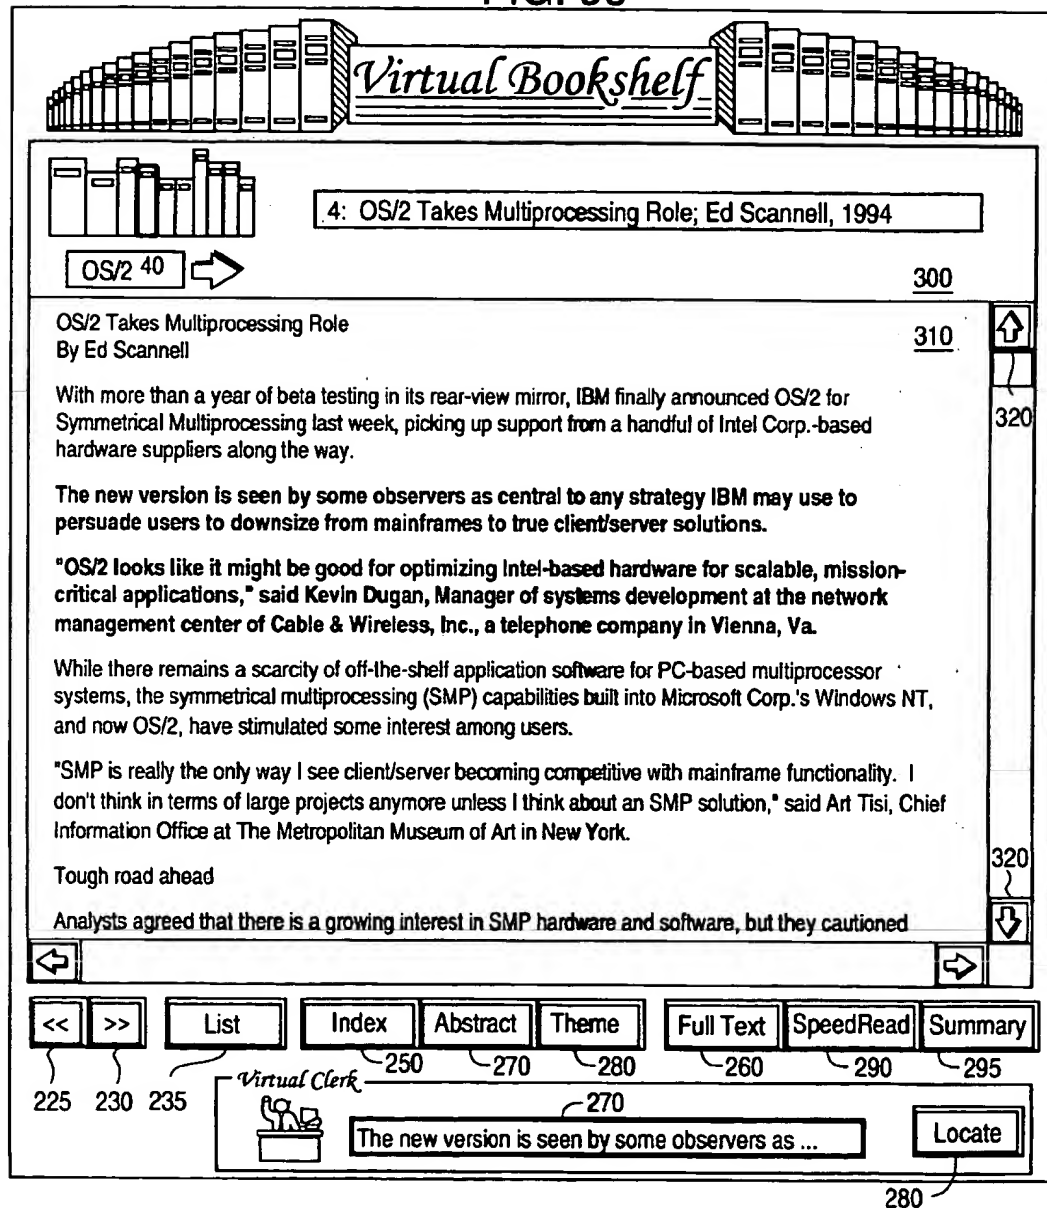 Virtual Bookshelf
4: OS/2 Takes Multiprocessing Role; Ed Scannell, 1994
OS/2 40
300
OS/2 Takes Multiprocessing Role
310
By Ed Scannell
320
With more than a year of beta testing in its rear-view mirror, IBM finally announced OS/2 for
Symmetrical Multiprocessing last week, picking up support from a handful of Intel Corp.-based
hardware suppliers along the way.
The new version is seen by some observers as central to any strategy IBM may use to
persuade users to downsize from mainframes to true client/server solutions.
"OS/2 looks like it might be good for optimizing Intel-based hardware for scalable, mission-
critical applications," said Kevin Dugan, Manager of systems development at the network
management center of Cable & Wireless, Inc., a telephone company in Vienna, Va.
While there remains a scarcity of off-the-shelf application software for PC-based multiprocessor
systems, the symmetrical multiprocessing (SMP) capabilities built into Microsoft Corp.'s Windows NT,
and now OS/2, have stimulated some interest among users.
"SMP is really the only way I see client/server becoming competitive with mainframe functionality. I
don't think in terms of large projects anymore unless I think about an SMP solution," said Art Tisi, Chief
Information Office at The Metropolitan Museum of Art in New York.
320
Tough road ahead
Analysts agreed that there is a growing interest in SMP hardware and software, but they cautioned
<< >> List Index Abstract Theme Full Text SpeedRead Summary
250 270 280 260 290 295
225 230 235
Virtual Clerk
270
The new version is seen by some observers as ...
Locate
280